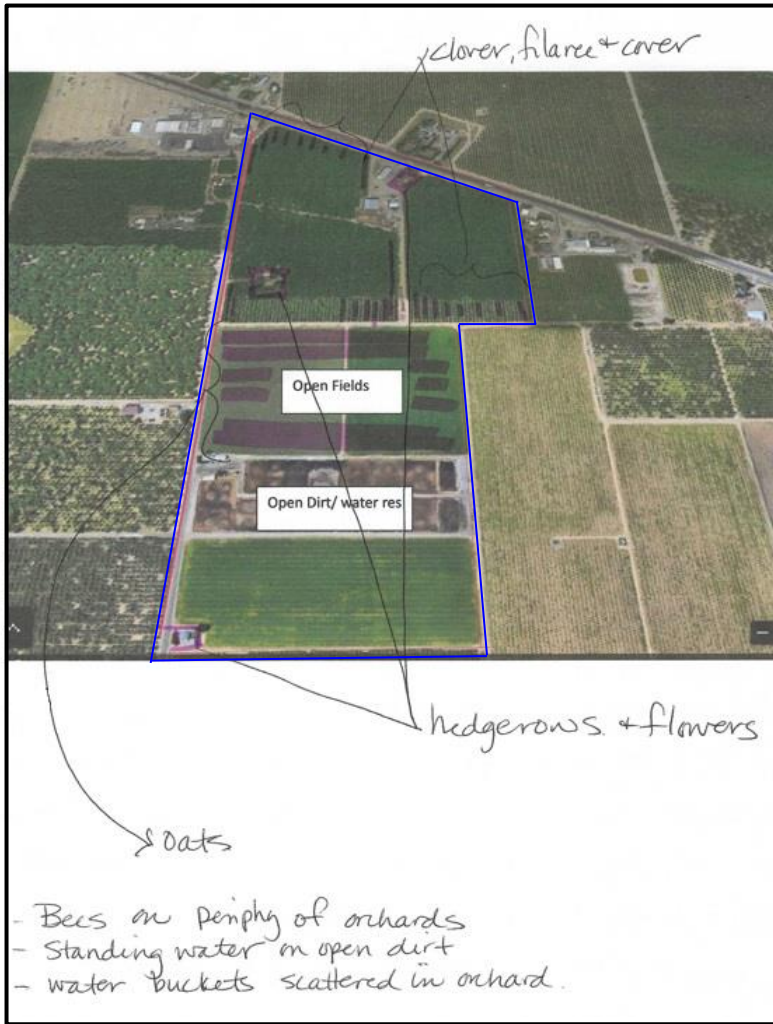 clover, filaree + cover
Open Fields
Open Dirt/ water res
hedgerows + flowers
oats
- Bees on periphy of orchards
- Standing water on open dirt
- water buckets scattered in orchard.